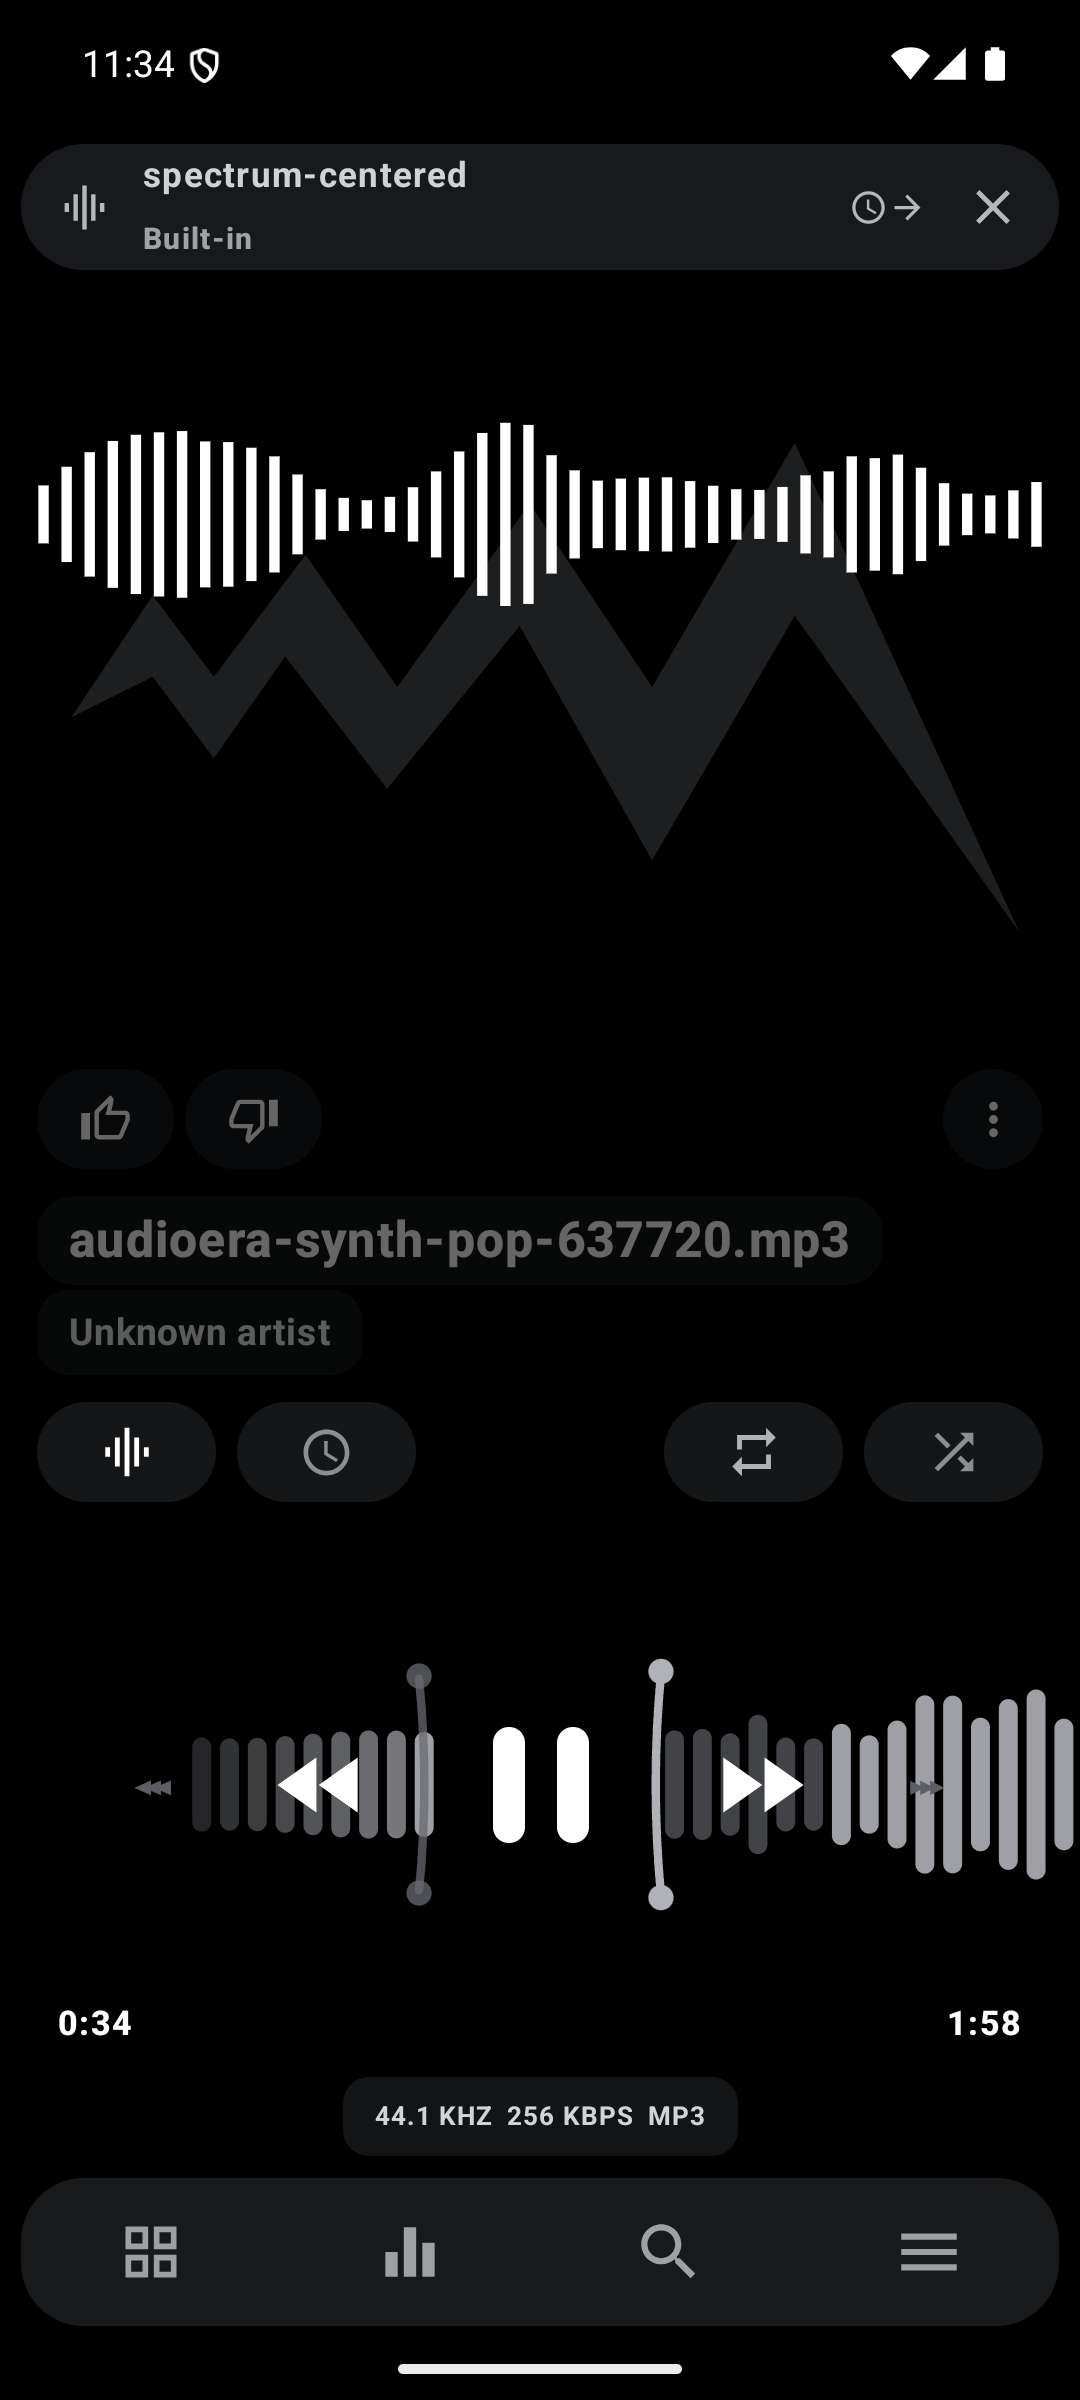 11:34
spectrum-centered
Built-in
audioera-synth-pop-637720.mp3
Unknown artist
0:34
1:58
44.1 KHZ 256 KBPS MP3